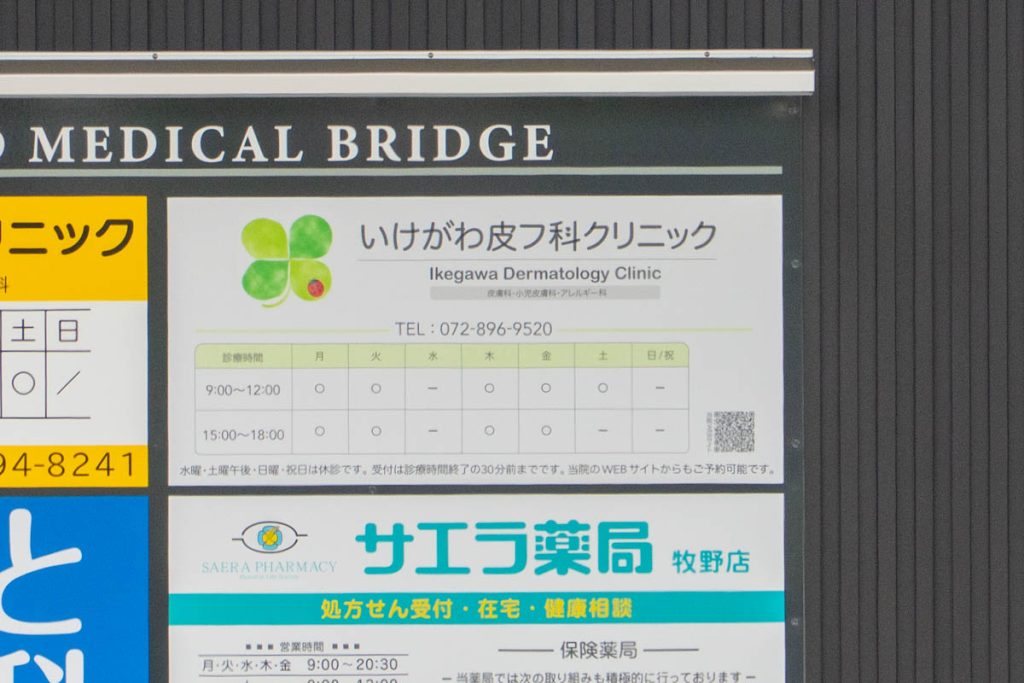 MEDICAL BRIDGE
リニック
科
土 日
○ ／
94-8241
と
科
いけがわ皮フ科クリニック
Ikegawa Dermatology Clinic
皮膚科・小児皮膚科・アレルギー科
TEL：072-896-9520
診療時間 月 火 水 木 金 土 日/祝
9:00～12:00 ○ ○ − ○ ○ ○ −
15:00～18:00 ○ ○ − ○ ○ − −
水曜・土曜午後・日曜・祝日は休診です。受付は診療時間終了の30分前までです。当院のWEBサイトからもご予約可能です。
SAERA PHARMACY
サエラ薬局 牧野店
処方せん受付・在宅・健康相談
営業時間
月・火・水・木・金 9:00～20:30
保険薬局
当薬局では次の取り組みも積極的に行っております